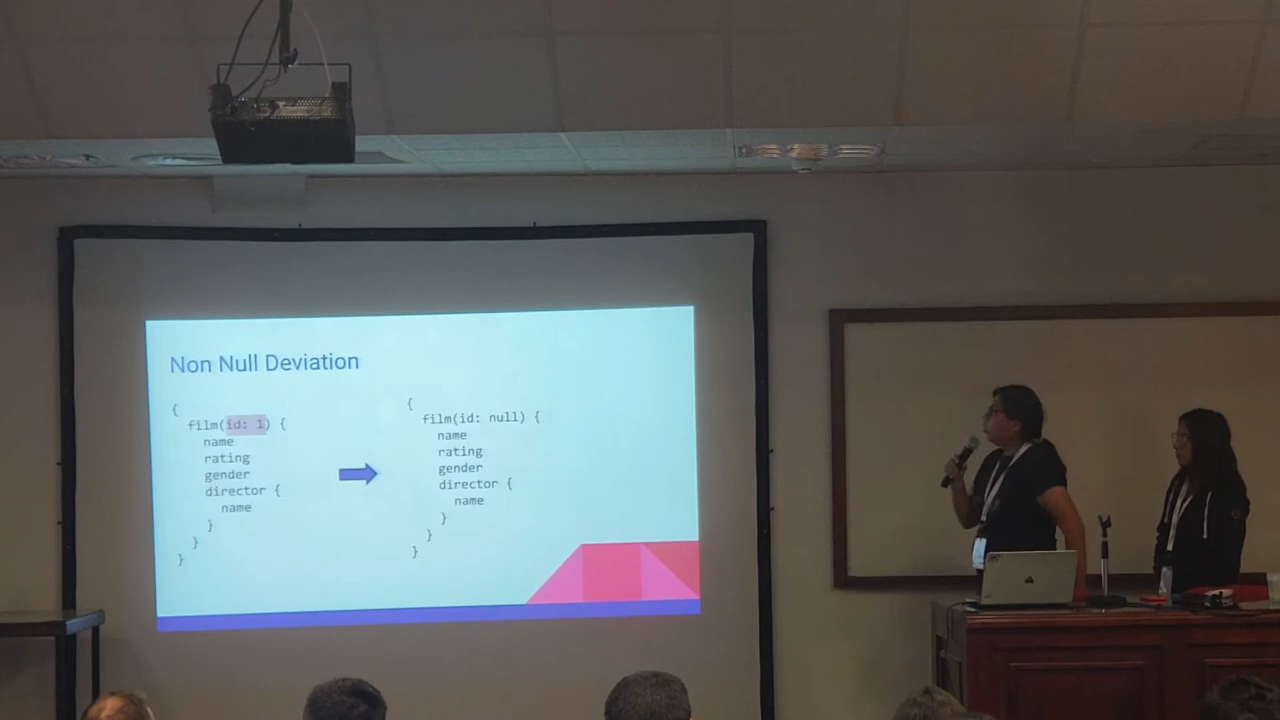 Non Null Deviation
{
film(id: 1) {
name
rating
gender
director {
name
}
}
}
{
film(id: null) {
name
rating
gender
director {
name
}
}
}